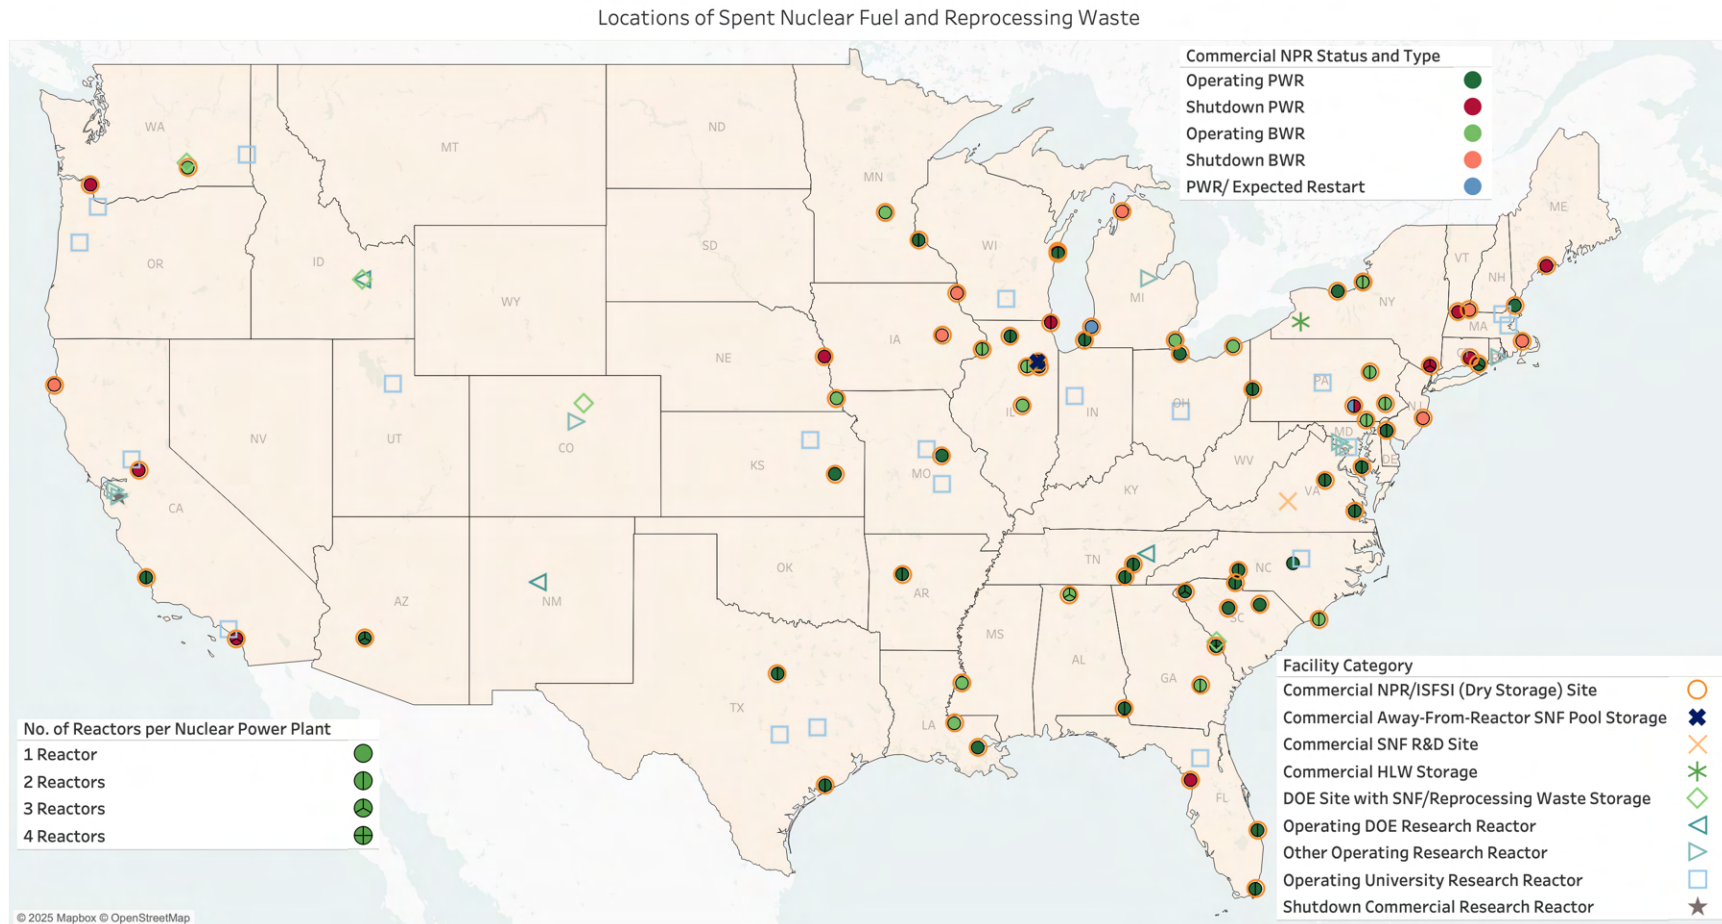 Locations of Spent Nuclear Fuel and Reprocessing Waste
Commercial NPR Status and Type
Operating PWR
Shutdown PWR
Operating BWR
Shutdown BWR
PWR/ Expected Restart
WA
MT
ND
MN
ME
OR
ID
SD
WI
VT
NH
WY
MI
NY
MA
NE
IA
PA
NV
UT
CO
IL
IN
OH
NJ
KS
MO
WV
MD
DE
CA
KY
VA
AZ
NM
OK
AR
TN
NC
SC
MS
AL
GA
TX
LA
FL
No. of Reactors per Nuclear Power Plant
1 Reactor
2 Reactors
3 Reactors
4 Reactors
Facility Category
Commercial NPR/ISFSI (Dry Storage) Site
Commercial Away-From-Reactor SNF Pool Storage
Commercial SNF R&D Site
Commercial HLW Storage
DOE Site with SNF/Reprocessing Waste Storage
Operating DOE Research Reactor
Other Operating Research Reactor
Operating University Research Reactor
Shutdown Commercial Research Reactor
© 2025 Mapbox © OpenStreetMap